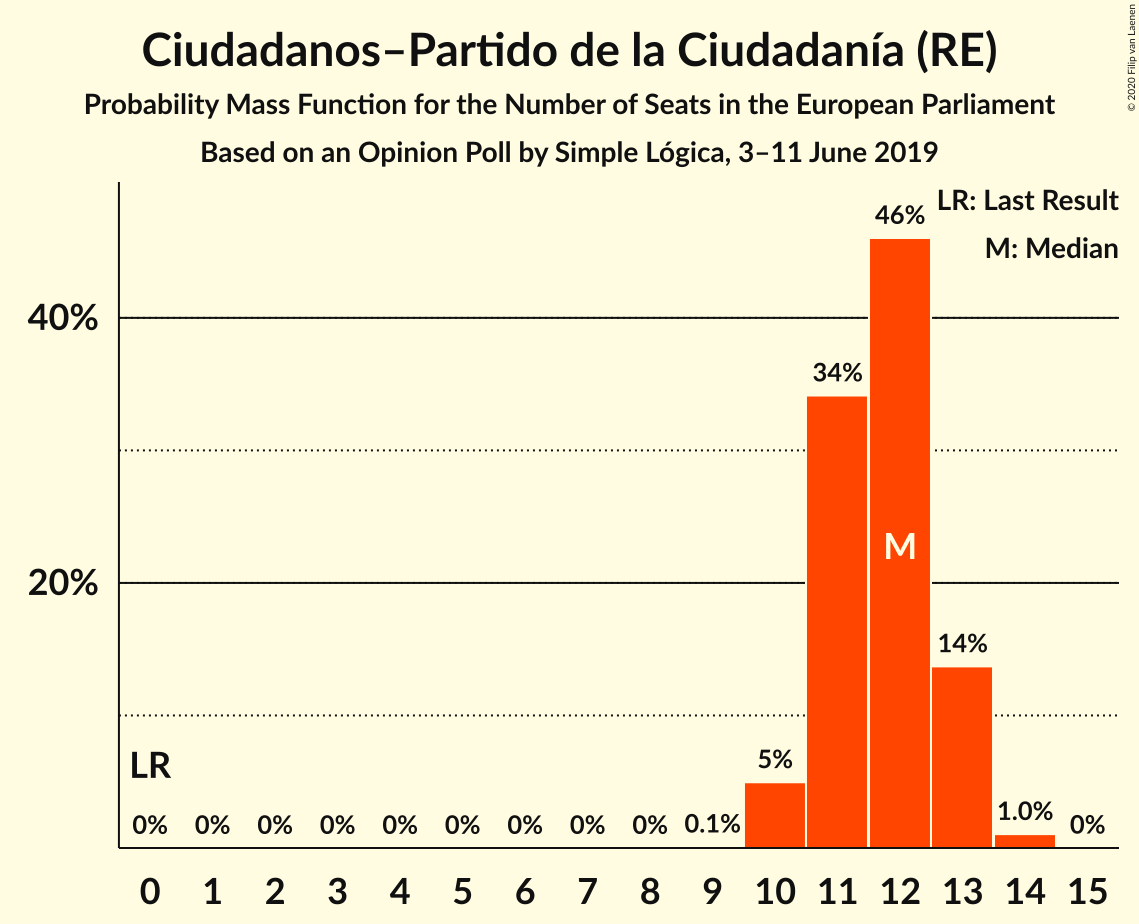 Ciudadanos–Partido de la Ciudadanía (RE)
Probability Mass Function for the Number of Seats in the European Parliament
Based on an Opinion Poll by Simple Lógica, 3–11 June 2019
© 2020 Filip van Laenen
LR: Last Result
M: Median
46%
40%
34%
M
20%
14%
LR
5%
0% 0% 0% 0% 0% 0% 0% 0% 0% 0.1% 1.0% 0%
0 1 2 3 4 5 6 7 8 9 10 11 12 13 14 15